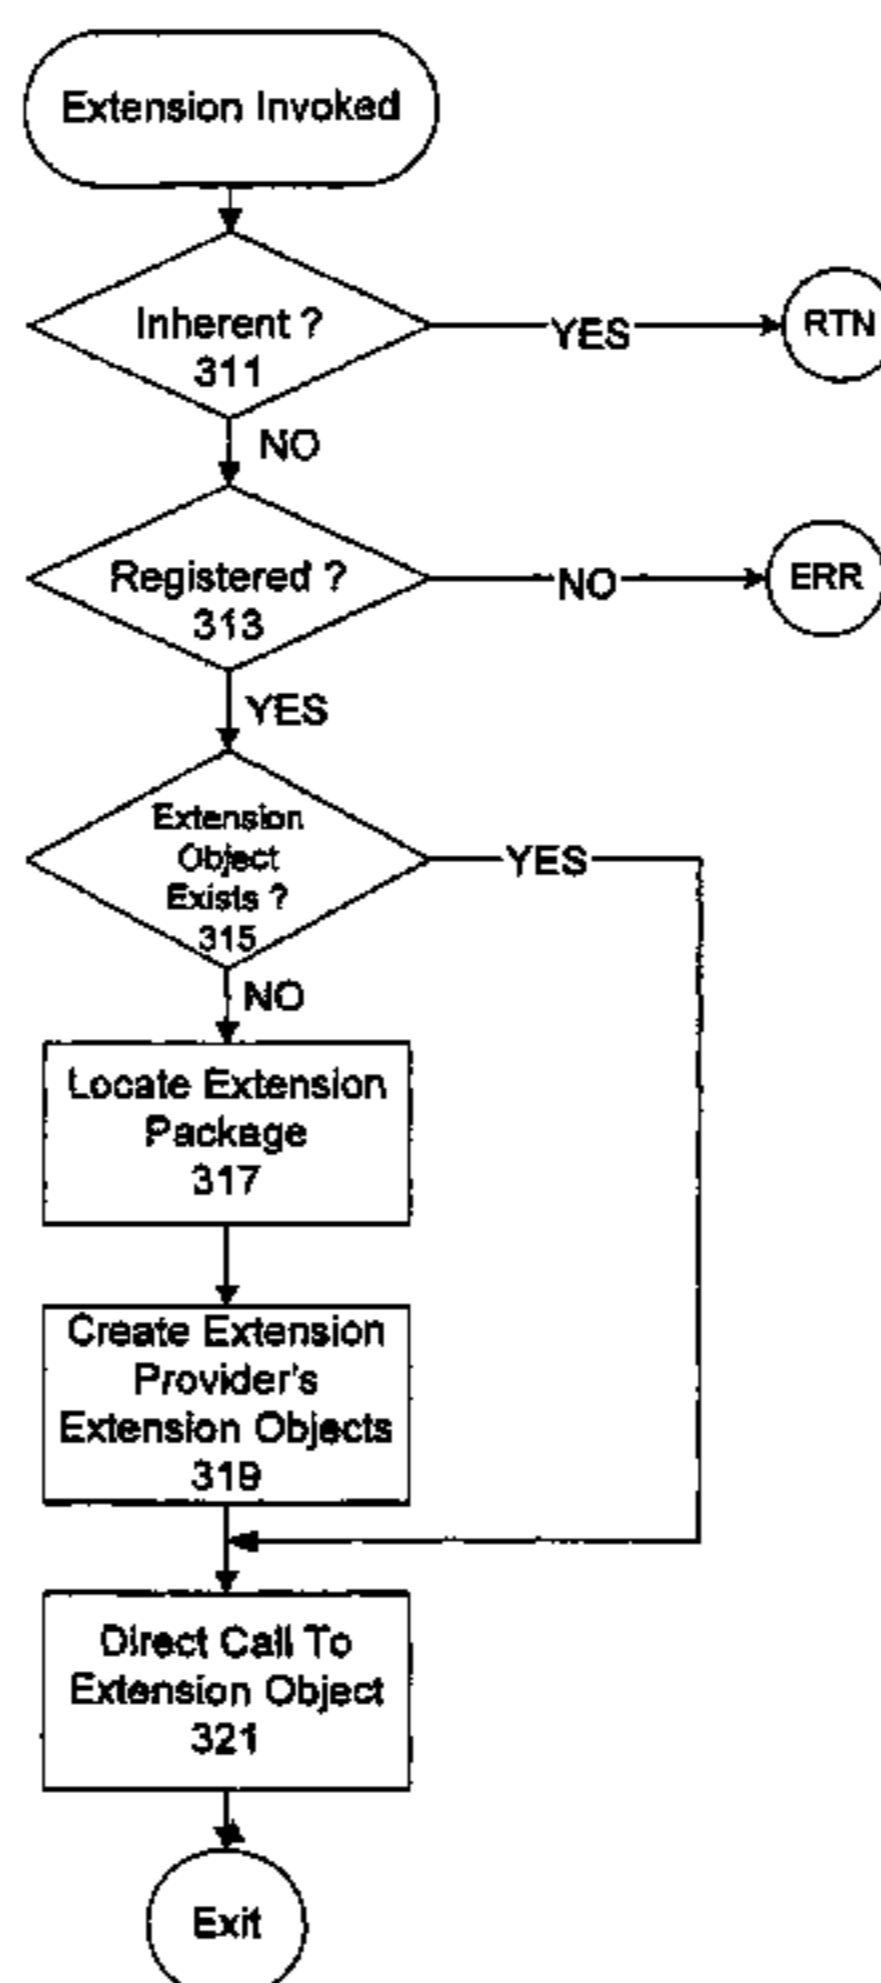 Extension Invoked
Inherent ?
311
YES
RTN
NO
Registered ?
313
NO
ERR
YES
Extension
Object
Exists ?
315
YES
NO
Locate Extension
Package
317
Create Extension
Provider's
Extension Objects
319
Direct Call To
Extension Object
321
Exit